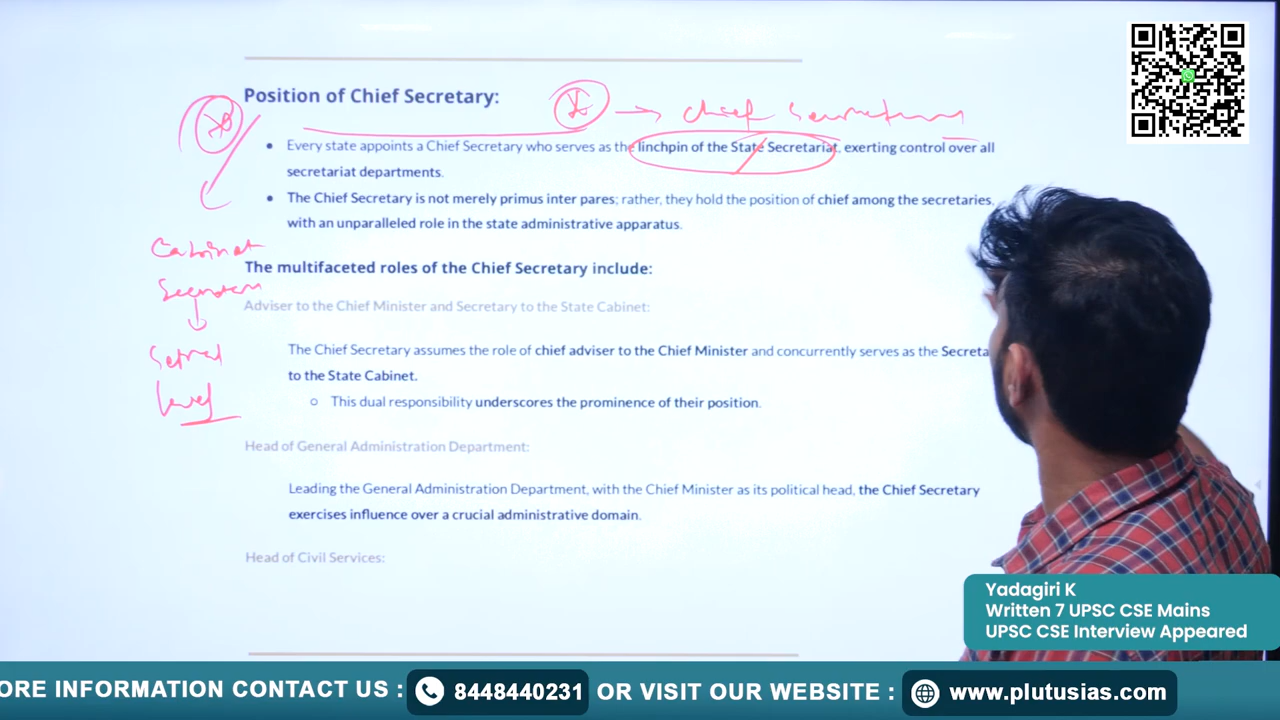 Position of Chief Secretary:
→ Chief Secretary
Every state appoints a Chief Secretary who serves as the linchpin of the State Secretariat, exerting control over all
secretariat departments.
The Chief Secretary is not merely primus inter pares; rather, they hold the position of chief among the secretaries,
with an unparalleled role in the state administrative apparatus.
Cabinet
Secretary
level
The multifaceted roles of the Chief Secretary include:
Adviser to the Chief Minister and Secretary to the State Cabinet:
The Chief Secretary assumes the role of chief adviser to the Chief Minister and concurrently serves as the Secreta
to the State Cabinet.
This dual responsibility underscores the prominence of their position.
Head of General Administration Department:
Leading the General Administration Department, with the Chief Minister as its political head, the Chief Secretary
exercises influence over a crucial administrative domain.
Head of Civil Services:
Yadagiri K
Written 7 UPSC CSE Mains
UPSC CSE Interview Appeared
ORE INFORMATION CONTACT US : 8448440231 OR VISIT OUR WEBSITE : www.plutusias.com